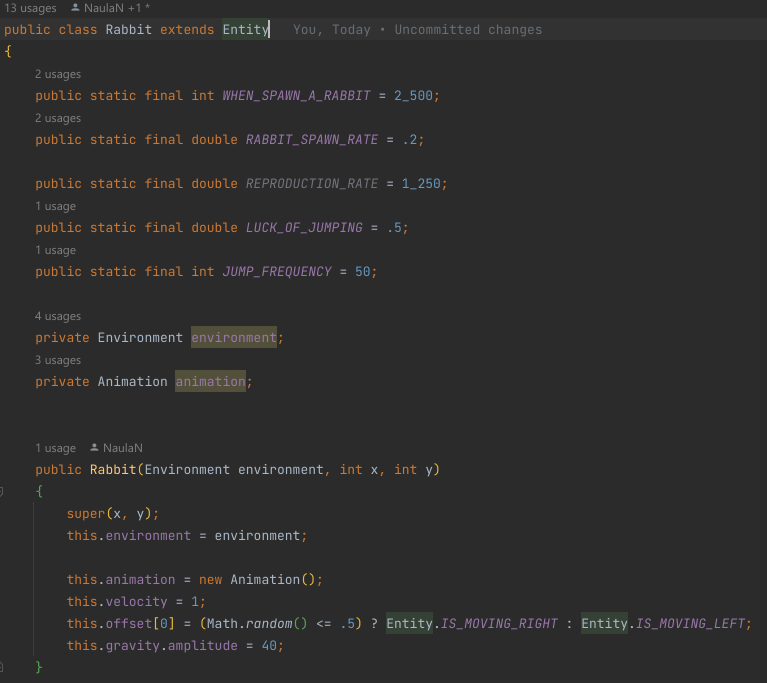 13 usages NaulaN +1 *
public class Rabbit extends Entity You, Today • Uncommitted changes
{
2 usages
public static final int WHEN_SPAWN_A_RABBIT = 2_500;
2 usages
public static final double RABBIT_SPAWN_RATE = .2;
public static final double REPRODUCTION_RATE = 1_250;
1 usage
public static final double LUCK_OF_JUMPING = .5;
1 usage
public static final int JUMP_FREQUENCY = 50;
4 usages
private Environment environment;
3 usages
private Animation animation;
1 usage NaulaN
public Rabbit(Environment environment, int x, int y)
{
super(x, y);
this.environment = environment;
this.animation = new Animation();
this.velocity = 1;
this.offset[0] = (Math.random() <= .5) ? Entity.IS_MOVING_RIGHT : Entity.IS_MOVING_LEFT;
this.gravity.amplitude = 40;
}